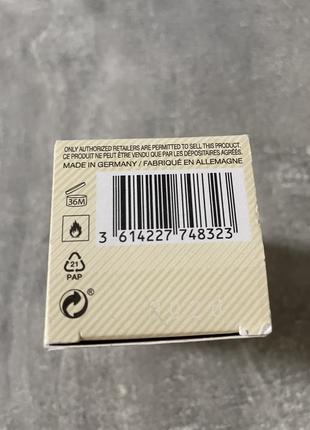 ONLY AUTHORIZED RETAILERS ARE PERMITTED TO SELL THIS PRODUCT.
CE PRODUIT NE PEUT ÊTRE VENDU QUE PAR LES DÉPOSITAIRES AGRÉÉS.
MADE IN GERMANY / FABRIQUÉ EN ALLEMAGNE
36M
3 614227 748323
21
PAP
®